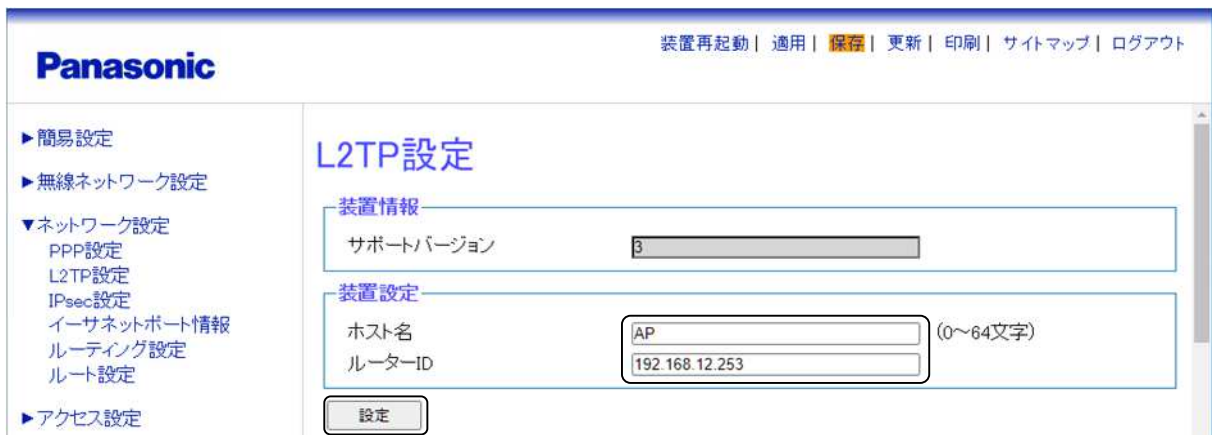 Panasonic
装置再起動 | 適用 | 保存 | 更新 | 印刷 | サイトマップ | ログアウト
▶簡易設定
▶無線ネットワーク設定
▼ネットワーク設定
PPP設定
L2TP設定
IPsec設定
イーサネットポート情報
ルーティング設定
ルート設定
▶アクセス設定
L2TP設定
装置情報
サポートバージョン 3
装置設定
ホスト名 AP (0～64文字)
ルーターID 192.168.12.253
設定